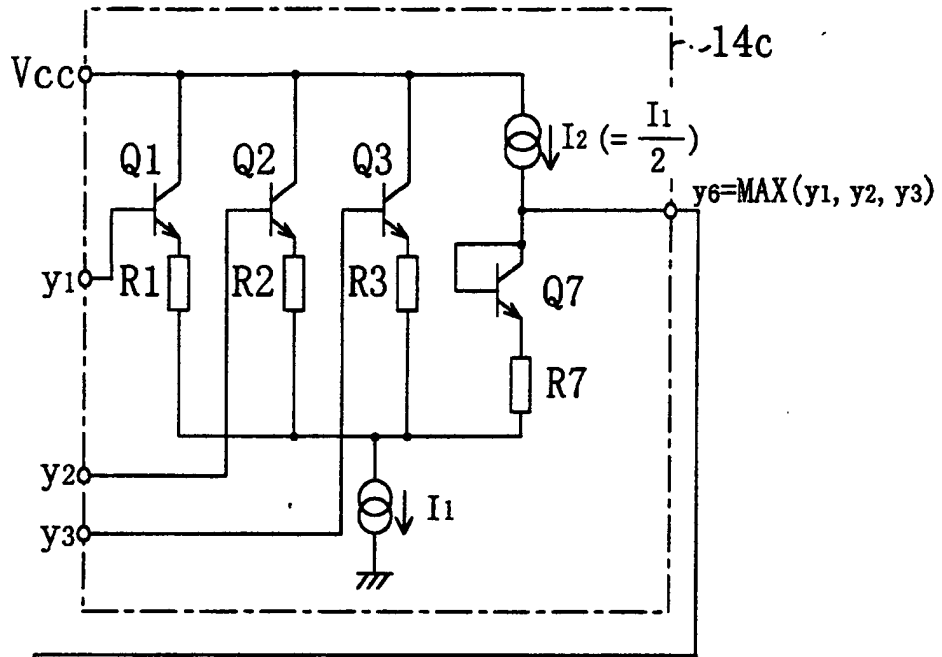 14c
Vcc
I2 (= I1/2)
Q1
Q2
Q3
y6=MAX(y1, y2, y3)
y1
R1
R2
R3
Q7
R7
y2
y3
I1